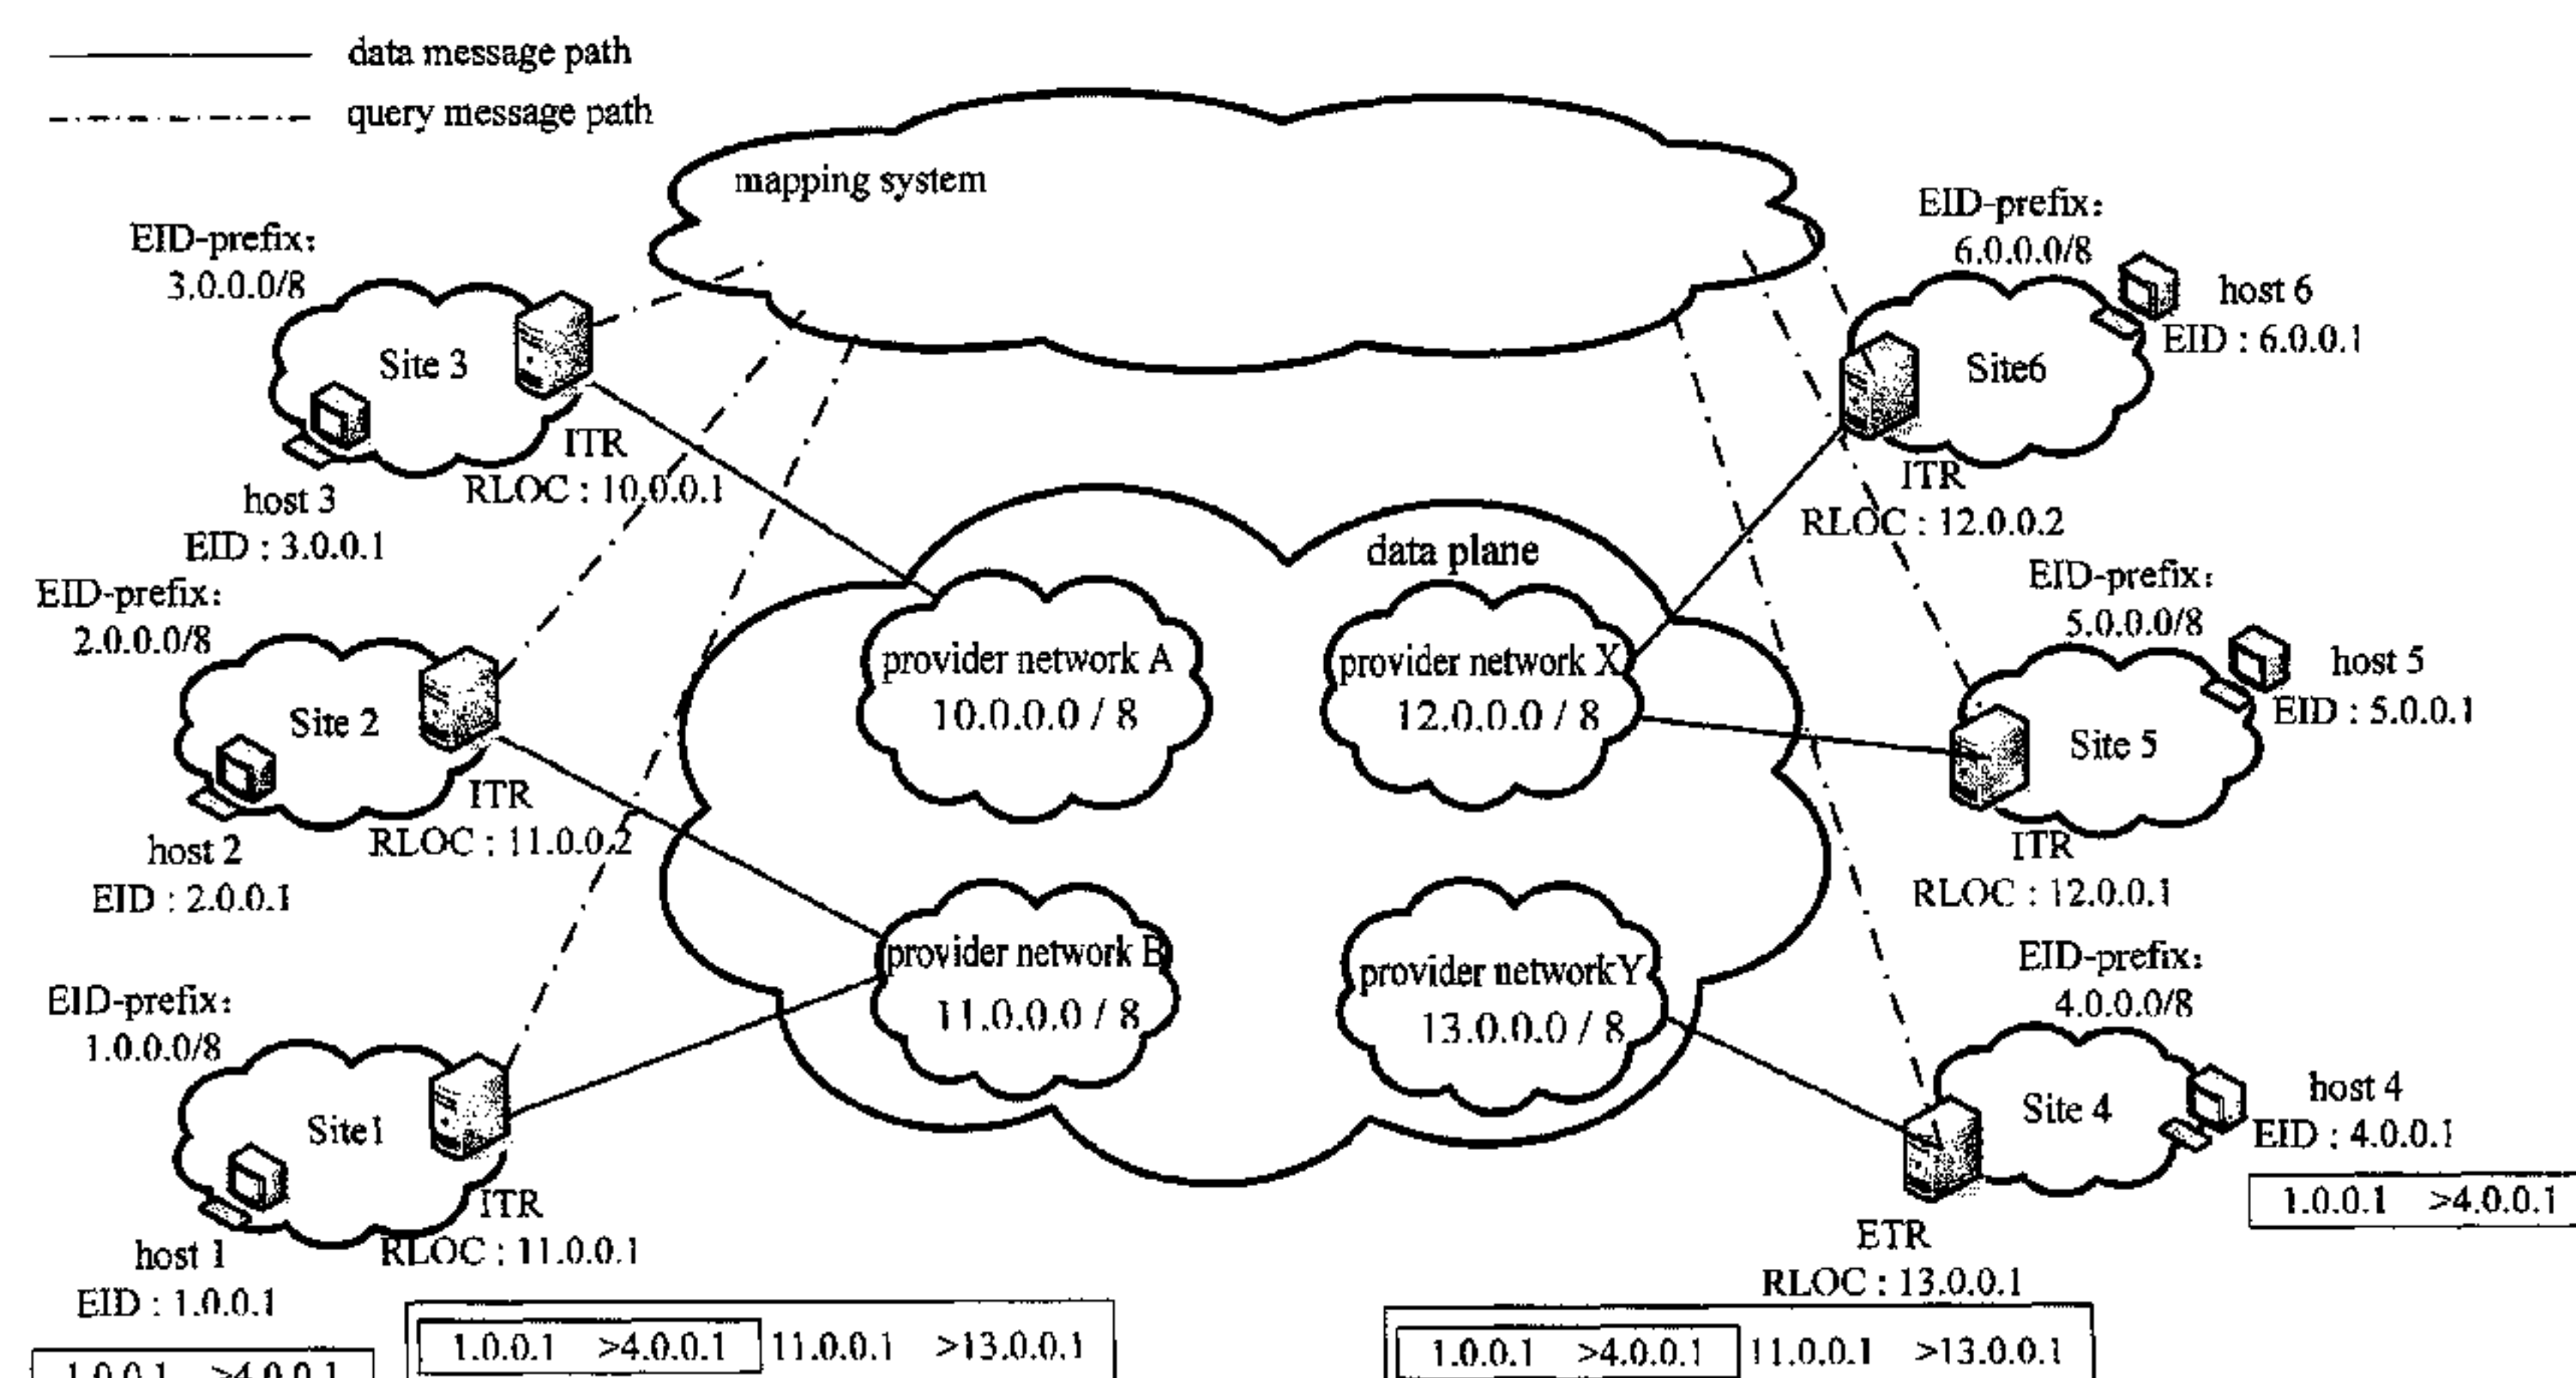 data message path
query message path
mapping system
EID-prefix:
3.0.0.0/8
Site 3
ITR
RLOC : 10.0.0.1
host 3
EID : 3.0.0.1
EID-prefix:
2.0.0.0/8
Site 2
ITR
RLOC : 11.0.0.2
host 2
EID : 2.0.0.1
EID-prefix:
1.0.0.0/8
Site1
ITR
RLOC : 11.0.0.1
host 1
EID : 1.0.0.1
data plane
provider network A
10.0.0.0 / 8
provider network X
12.0.0.0 / 8
provider network B
11.0.0.0 / 8
provider networkY
13.0.0.0 / 8
EID-prefix:
6.0.0.0/8
host 6
EID : 6.0.0.1
Site6
ITR
RLOC : 12.0.0.2
EID-prefix:
5.0.0.0/8
host 5
EID : 5.0.0.1
Site 5
ITR
RLOC : 12.0.0.1
EID-prefix:
4.0.0.0/8
Site 4
host 4
EID : 4.0.0.1
1.0.0.1 >4.0.0.1
ETR
RLOC : 13.0.0.1
1.0.0.1 >4.0.0.1
1.0.0.1 >4.0.0.1 11.0.0.1 >13.0.0.1
1.0.0.1 >4.0.0.1 11.0.0.1 >13.0.0.1